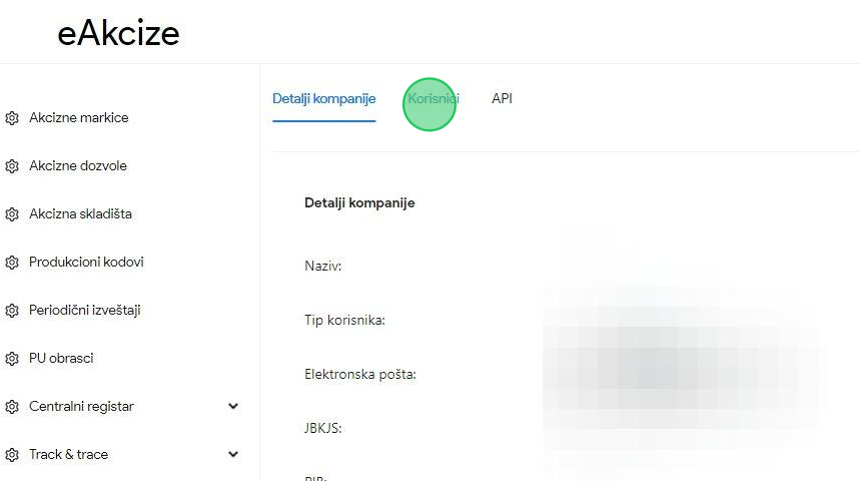 eAkcize
Detalji kompanije
Korisnici
API
Akcizne markice
Akcizne dozvole
Akcizna skladišta
Produkcioni kodovi
Periodični izveštaji
PU obrasci
Centralni registar
Track & trace
Detalji kompanije
Naziv:
Tip korisnika:
Elektronska pošta:
JBKJS:
PIB: